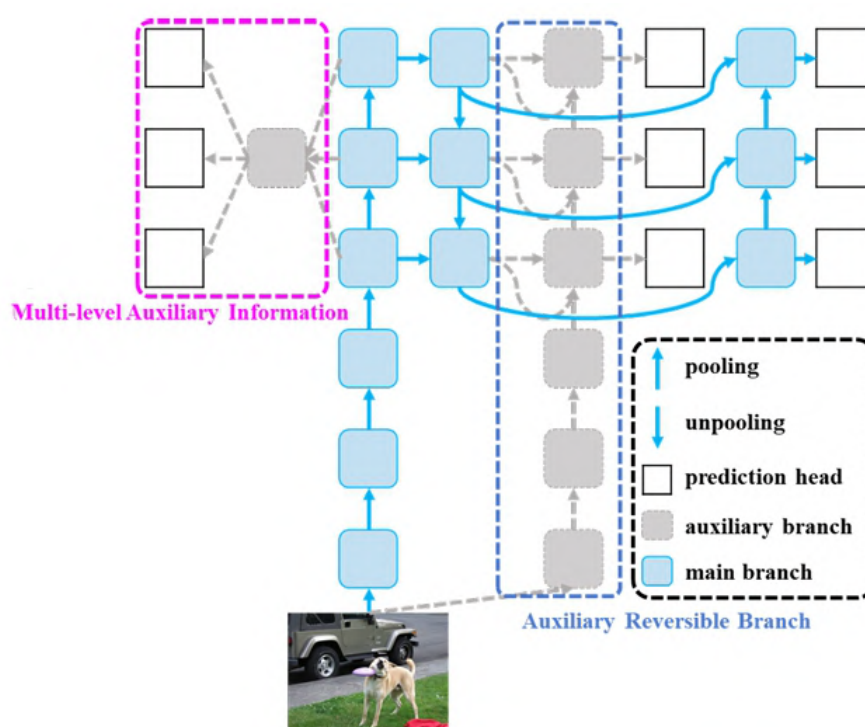 Multi-level Auxiliary Information
pooling
unpooling
prediction head
auxiliary branch
main branch
Auxiliary Reversible Branch